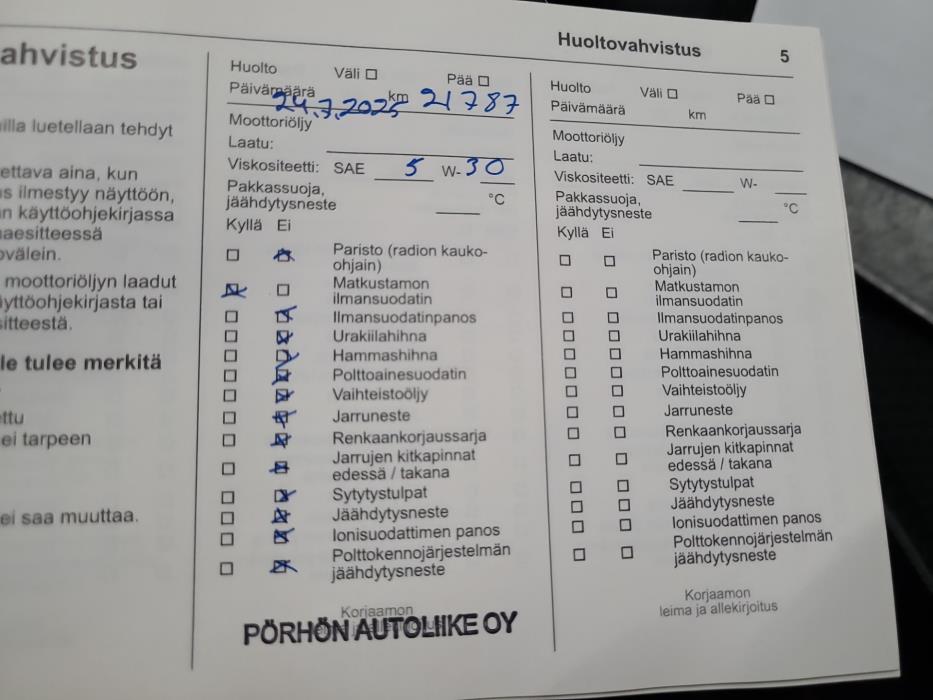 ahvistus
illa luetellaan tehdyt
ettava aina, kun
s ilmestyy näyttöön,
n käyttöohjekirjassa
naesitteessä
ovälein.
moottoriöljyn laadut
äyttöohjekirjasta tai
sitteestä.
le tulee merkitä
ettu
ei tarpeen
ei saa muuttaa.
Huoltovahvistus 5
Huolto Väli ☐ Pää ☐
Päivämäärä 24.7.2025 km 21787
Moottoriöljy
Laatu:
Viskositeetti: SAE 5 W- 30
Pakkassuoja,
jäähdytysneste °C
Kyllä Ei
Paristo (radion kauko-
ohjain)
Matkustamon
ilmansuodatin
Ilmansuodatinpanos
Urakiilahihna
Hammashihna
Polttoainesuodatin
Vaihteistoöljy
Jarruneste
Renkaankorjaussarja
Jarrujen kitkapinnat
edessä / takana
Sytytystulpat
Jäähdytysneste
Ionisuodattimen panos
Polttokennojärjestelmän
jäähdytysneste
Korjaamon
PÖRHÖN AUTOLIIKE OY
Huolto Väli ☐ Pää ☐
Päivämäärä km
Moottoriöljy
Laatu:
Viskositeetti: SAE W-
Pakkassuoja,
jäähdytysneste °C
Kyllä Ei
Paristo (radion kauko-
ohjain)
Matkustamon
ilmansuodatin
Ilmansuodatinpanos
Urakiilahihna
Hammashihna
Polttoainesuodatin
Vaihteistoöljy
Jarruneste
Renkaankorjaussarja
Jarrujen kitkapinnat
edessä / takana
Sytytystulpat
Jäähdytysneste
Ionisuodattimen panos
Polttokennojärjestelmän
jäähdytysneste
Korjaamon
leima ja allekirjoitus